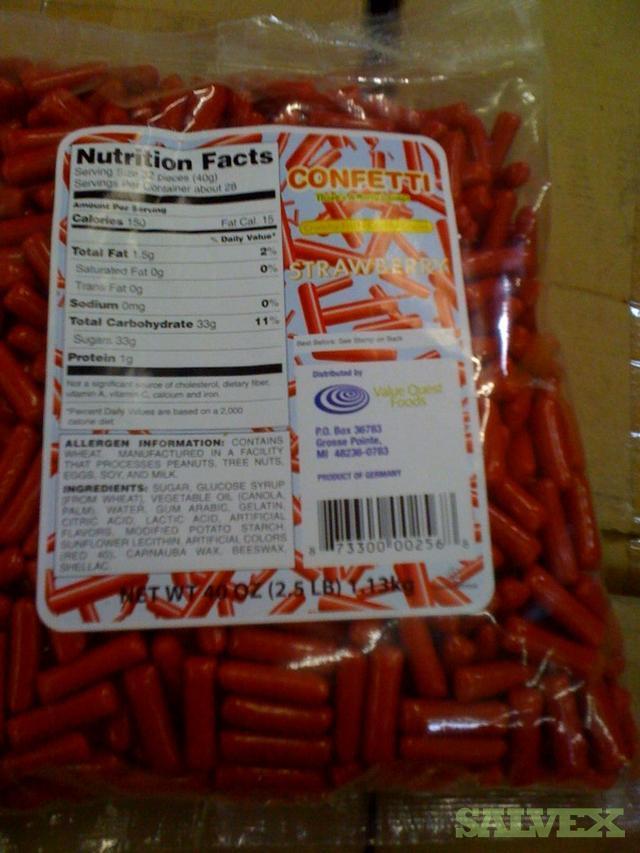 Nutrition Facts
Serving Size 32 pieces (40g)
Servings Per Container about 28
Amount Per Serving
Calories 150 Fat Cal. 15
% Daily Value*
Total Fat 1.5g 2%
Saturated Fat 0g 0%
Trans Fat 0g
Sodium 0mg 0%
Total Carbohydrate 33g 11%
Sugars 33g
Protein 1g
Not a significant source of cholesterol, dietary fiber,
vitamin A, vitamin C, calcium and iron.
*Percent Daily Values are based on a 2,000
calorie diet
ALLERGEN INFORMATION: CONTAINS
WHEAT. MANUFACTURED IN A FACILITY
THAT PROCESSES PEANUTS, TREE NUTS,
EGGS, SOY, AND MILK.
INGREDIENTS: SUGAR, GLUCOSE SYRUP
(FROM WHEAT), VEGETABLE OIL (CANOLA,
PALM), WATER, GUM ARABIC, GELATIN,
CITRIC ACID, LACTIC ACID, ARTIFICIAL
FLAVORS, MODIFIED POTATO STARCH,
SUNFLOWER LECITHIN, ARTIFICIAL COLORS
(RED 40), CARNAUBA WAX, BEESWAX,
SHELLAC.
CONFETTI
STRAWBERRY
Best Before: See Stamp on Back
Distributed by
Value Quest
Foods
P.O. Box 36783
Grosse Pointe,
MI 48236-0783
PRODUCT OF GERMANY
8 73300 00256 8
NET WT 40 OZ (2.5 LB) 1.13kg
SALVEX